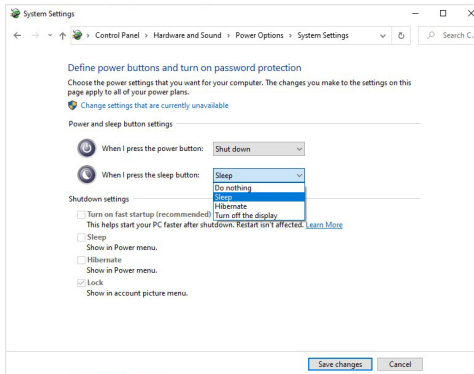 System Settings
Control Panel > Hardware and Sound > Power Options > System Settings
Search C...
Define power buttons and turn on password protection
Choose the power settings that you want for your computer. The changes you make to the settings on this
page apply to all of your power plans.
Change settings that are currently unavailable
Power and sleep button settings
When I press the power button: Shut down
When I press the sleep button: Sleep
Do nothing
Sleep
Hibernate
Turn off the display
Shutdown settings
Turn on fast startup (recommended)
This helps start your PC faster after shutdown. Restart isn't affected. Learn More
Sleep
Show in Power menu.
Hibernate
Show in Power menu.
Lock
Show in account picture menu.
Save changes Cancel